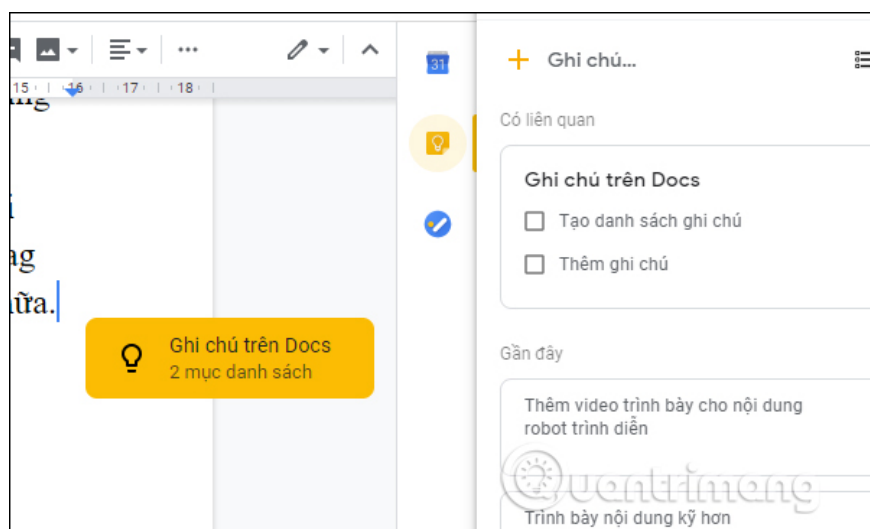 15 16 17 18
ng
i
ng
ữa.
Ghi chú trên Docs
2 mục danh sách
31
Ghi chú...
Có liên quan
Ghi chú trên Docs
Tạo danh sách ghi chú
Thêm ghi chú
Gần đây
Thêm video trình bày cho nội dung
robot trình diễn
Quantrimang
Trình bày nội dung kỹ hơn